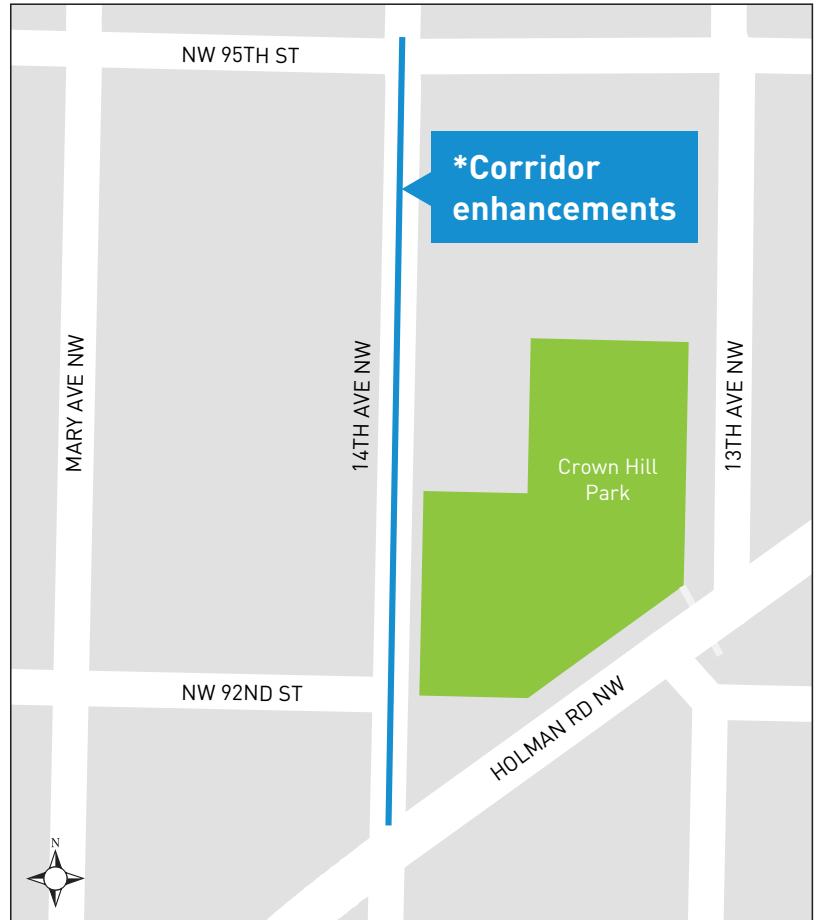 NW 95TH ST
*Corridor
enhancements
MARY AVE NW
14TH AVE NW
13TH AVE NW
Crown Hill
Park
NW 92ND ST
HOLMAN RD NW
N